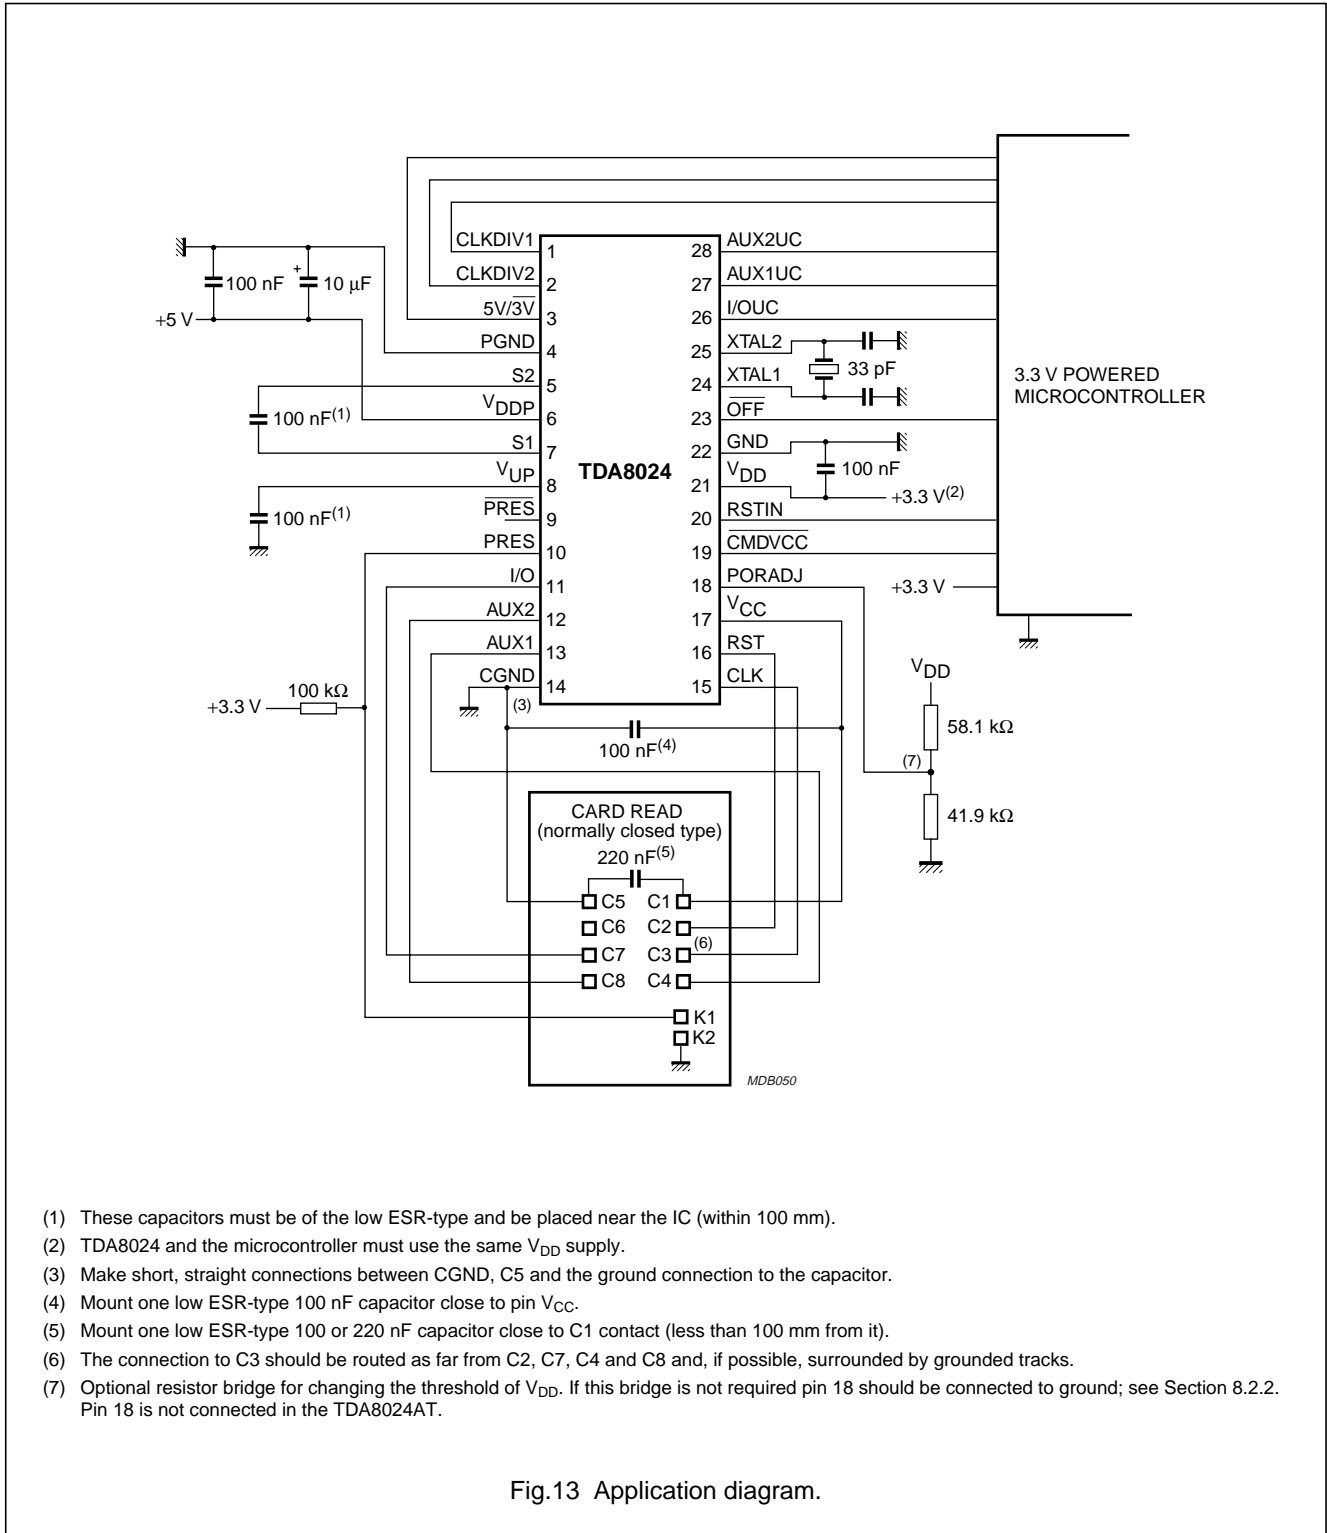 CLKDIV1 1
CLKDIV2 2
5V/3V 3
PGND 4
S2 5
VDDP 6
S1 7
VUP 8
PRES 9
PRES 10
I/O 11
AUX2 12
AUX1 13
CGND 14
(3)
TDA8024
28 AUX2UC
27 AUX1UC
26 I/OUC
25 XTAL2
24 XTAL1
23 OFF
22 GND
21 VDD
20 RSTIN
19 CMDVCC
18 PORADJ
17 VCC
16 RST
15 CLK
100 nF
+ 10 μF
+5 V
100 nF(1)
100 nF(1)
33 pF
100 nF
+3.3 V(2)
3.3 V POWERED
MICROCONTROLLER
+3.3 V
VDD
58.1 kΩ
(7)
41.9 kΩ
100 kΩ
+3.3 V
100 nF(4)
CARD READ
(normally closed type)
220 nF(5)
C5 C1
C6 C2
(6)
C7 C3
C8 C4
K1
K2
MDB050
(1) These capacitors must be of the low ESR-type and be placed near the IC (within 100 mm).
(2) TDA8024 and the microcontroller must use the same VDD supply.
(3) Make short, straight connections between CGND, C5 and the ground connection to the capacitor.
(4) Mount one low ESR-type 100 nF capacitor close to pin VCC.
(5) Mount one low ESR-type 100 or 220 nF capacitor close to C1 contact (less than 100 mm from it).
(6) The connection to C3 should be routed as far from C2, C7, C4 and C8 and, if possible, surrounded by grounded tracks.
(7) Optional resistor bridge for changing the threshold of VDD. If this bridge is not required pin 18 should be connected to ground; see Section 8.2.2.
Pin 18 is not connected in the TDA8024AT.
Fig.13 Application diagram.